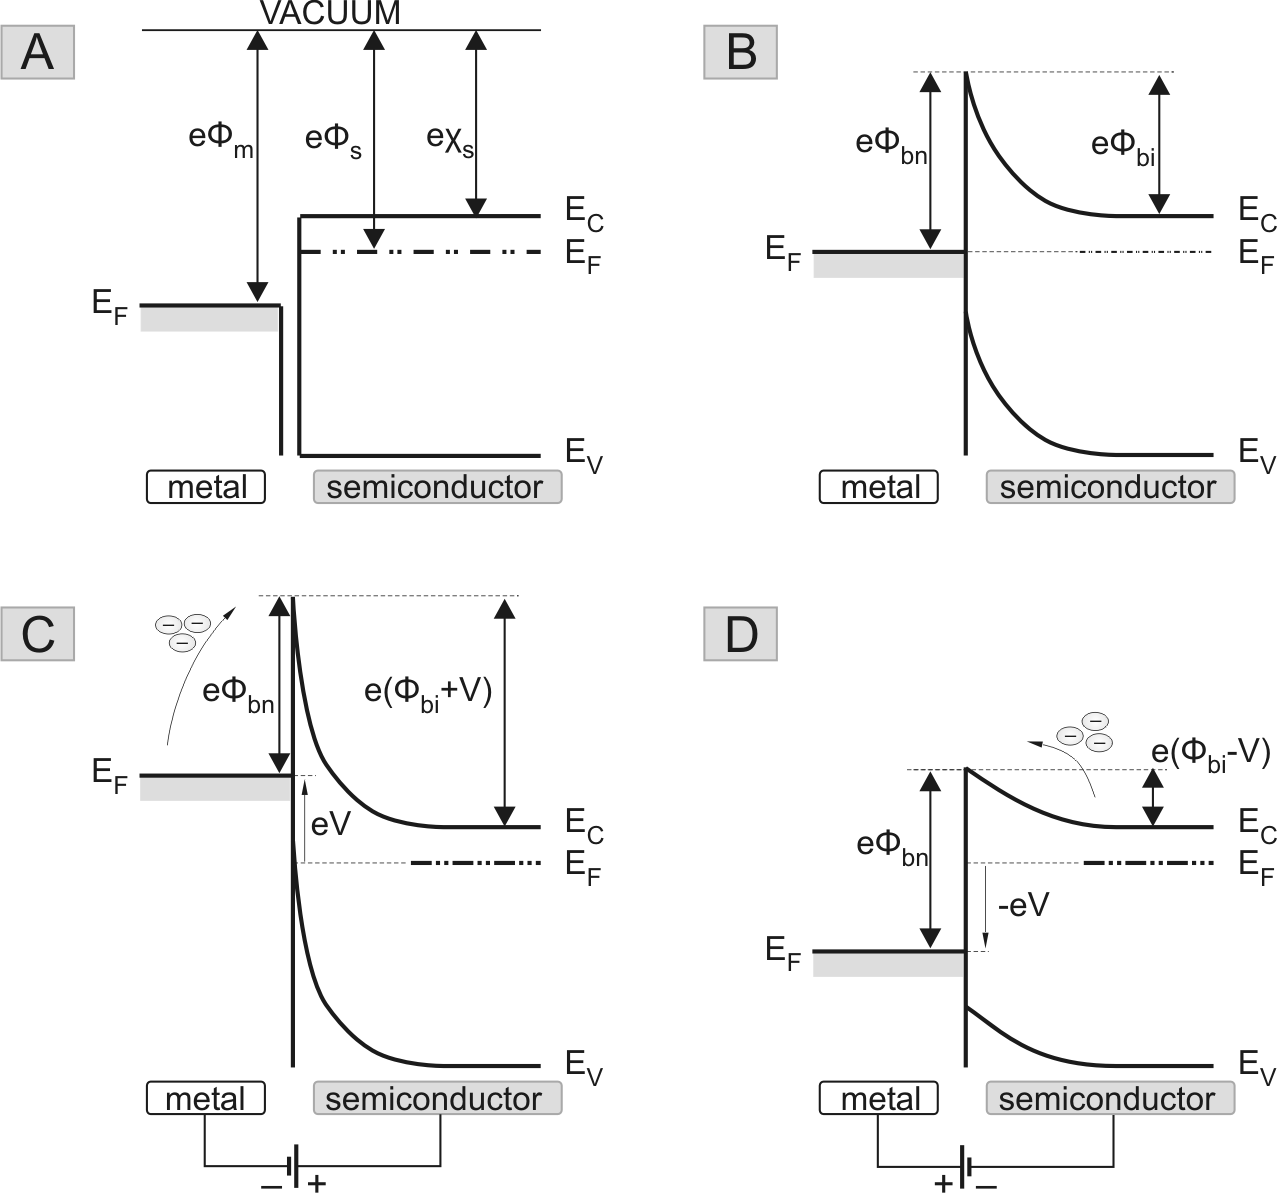 VACUUM
A
eΦm
eΦs
eχs
EC
EF
EF
EV
metal
semiconductor
B
eΦbn
eΦbi
EC
EF
EF
EV
metal
semiconductor
C
− − −
eΦbn
e(Φbi+V)
EF
eV
EC
EF
EV
metal
semiconductor
− +
D
− − −
e(Φbi-V)
eΦbn
EC
EF
-eV
EF
EV
metal
semiconductor
+ −